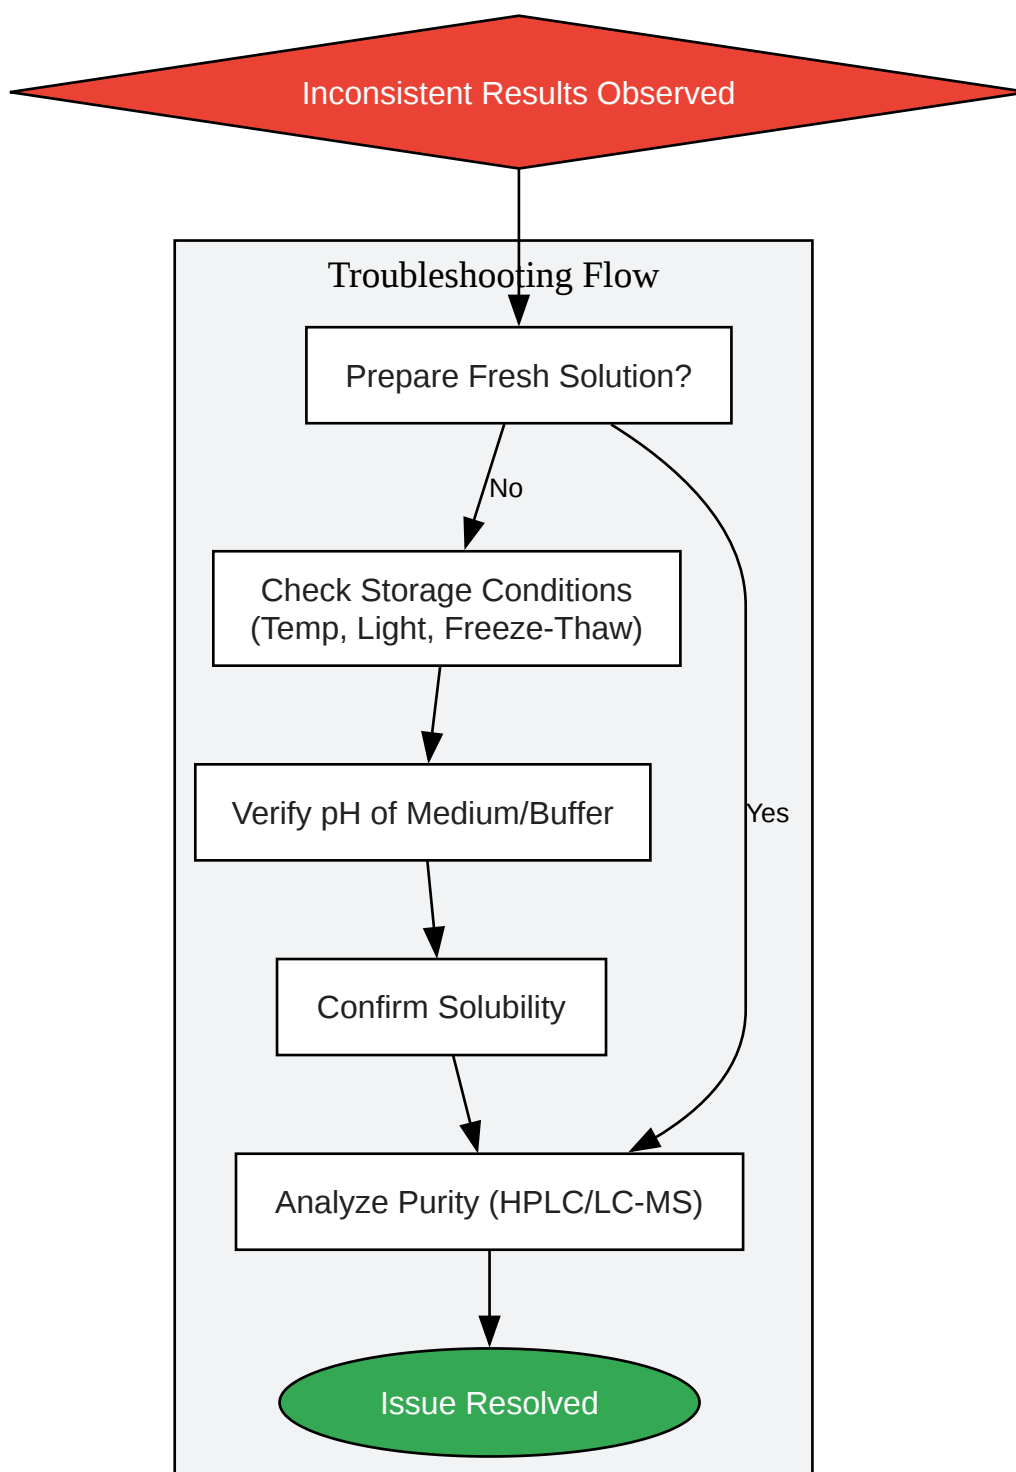 Inconsistent Results Observed
Troubleshooting Flow
Prepare Fresh Solution?
No
Check Storage Conditions
(Temp, Light, Freeze-Thaw)
Verify pH of Medium/Buffer
Yes
Confirm Solubility
Analyze Purity (HPLC/LC-MS)
Issue Resolved